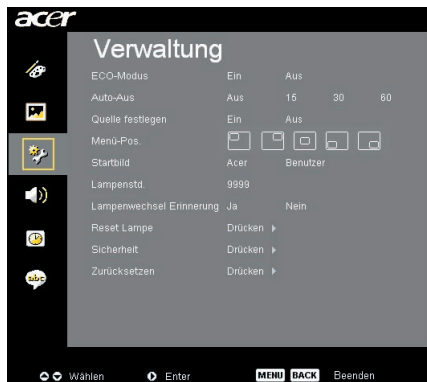 acer
Verwaltung
ECO-Modus Ein Aus
Auto-Aus Aus 15 30 60
Quelle festlegen Ein Aus
Menü-Pos.
Startbild Acer Benutzer
Lampenstd. 9999
Lampenwechsel Erinnerung Ja Nein
Reset Lampe Drücken
Sicherheit Drücken
Zurücksetzen Drücken
abc
Wählen Enter MENU BACK Beenden